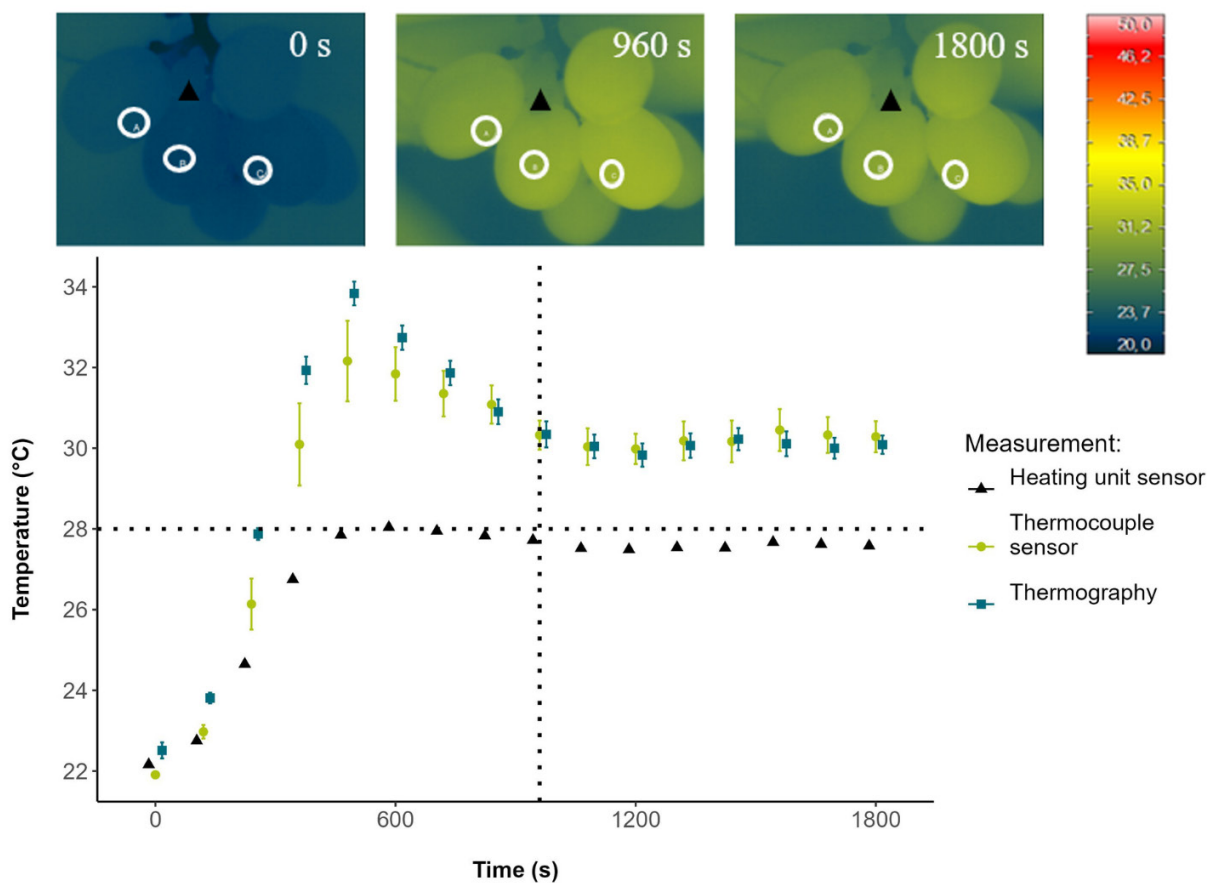 0 s
960 s
1800 s
A
B
C
A
B
C
A
B
C
50,0
46,2
42,5
38,7
35,0
31,2
27,5
23,7
20,0
34
32
30
28
26
24
22
Temperature (°C)
0
600
1200
1800
Time (s)
Measurement:
Heating unit sensor
Thermocouple
sensor
Thermography